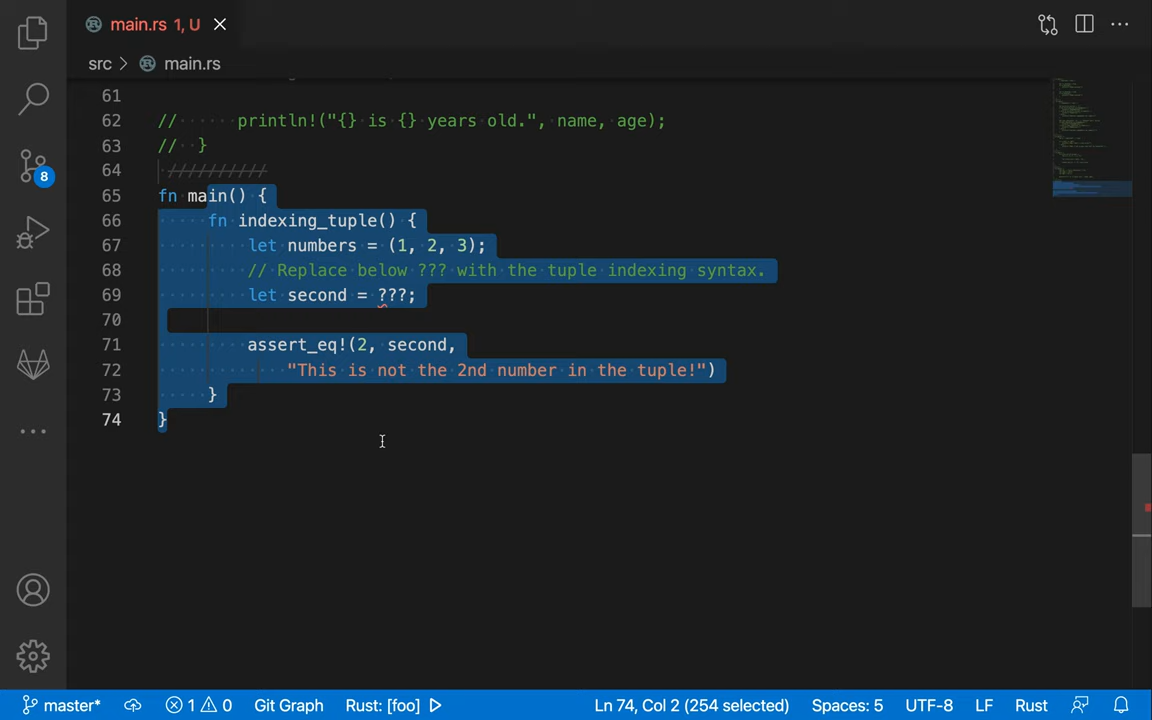 main.rs 1, U
src > main.rs
61
62 // println!("{} is {} years old.", name, age);
63 // }
64 //////////
65 fn main() {
66 fn indexing_tuple() {
67 let numbers = (1, 2, 3);
68 // Replace below ??? with the tuple indexing syntax.
69 let second = ???;
70
71 assert_eq!(2, second,
72 "This is not the 2nd number in the tuple!")
73 }
74 }
8
master* 1 0 Git Graph Rust: [foo] Ln 74, Col 2 (254 selected) Spaces: 5 UTF-8 LF Rust